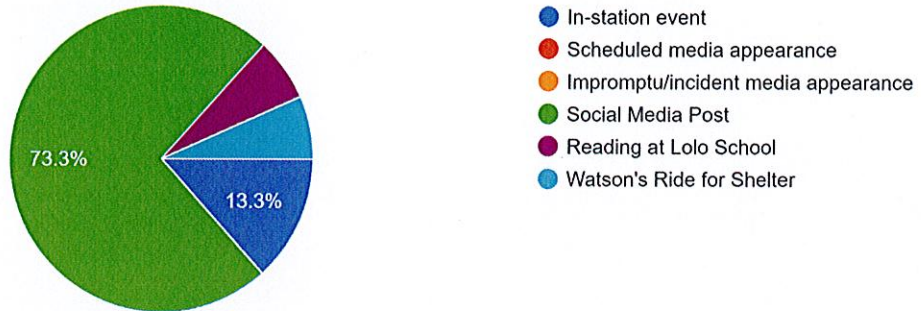 73.3%
13.3%
In-station event
Scheduled media appearance
Impromptu/incident media appearance
Social Media Post
Reading at Lolo School
Watson's Ride for Shelter